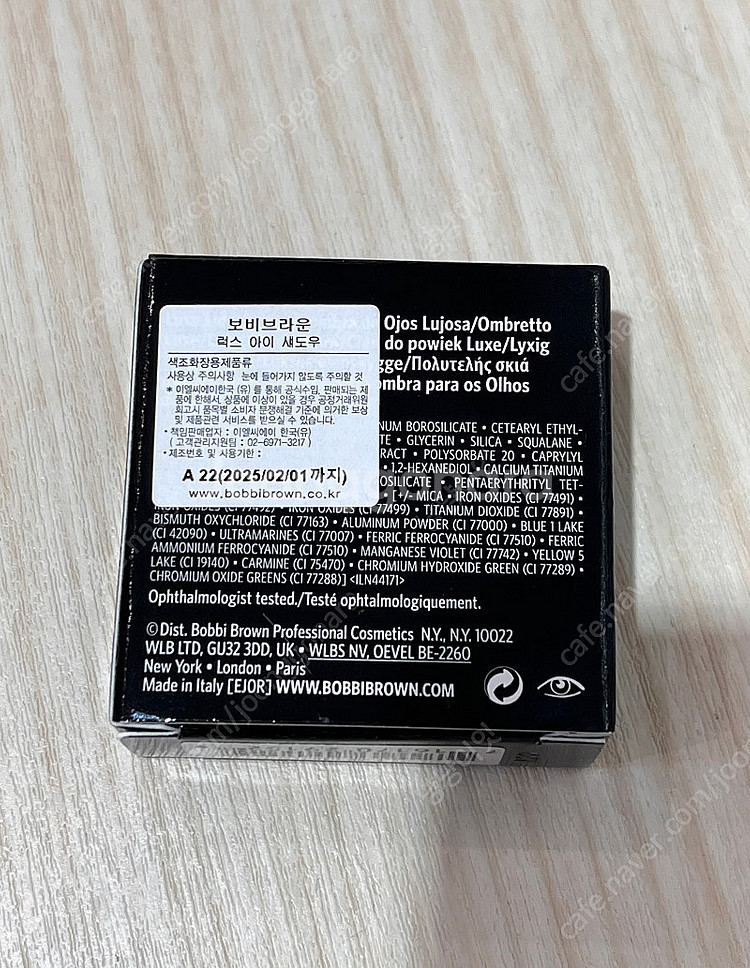 보비브라운
럭스 아이 섀도우
색조화장용제품류
사용상 주의사항 눈에 들어가지 않도록 주의할 것
* 이엘씨에이한국 (유) 를 통해 공식수입, 판매되는 제
품에 한해서, 상품에 이상이 있을 경우 공정거래위원
회고시 품목별 소비자 분쟁해결 기준에 의거한 보상
및 제품관련 서비스를 받으실 수 있습니다.
• 책임판매업자 : 이엘씨에이 한국(유)
( 고객관리지원팀 : 02-6971-3217 )
• 제조번호 및 사용기한 :
A 22(2025/02/01까지)
www.bobbibrown.co.kr
Ojos Lujosa/Ombretto
do powiek Luxe/Lyxig
gge/Πολυτελής σκιά
ombra para os Olhos
NUM BOROSILICATE • CETEARYL ETHYL-
TE • GLYCERIN • SILICA • SQUALANE •
RACT • POLYSORBATE 20 • CAPRYLYL
• 1,2-HEXANEDIOL • CALCIUM TITANIUM
OSILICATE • PENTAERYTHRITYL TET-
[+/- MICA • IRON OXIDES (CI 77491) •
IRON OXIDES (CI 77492) • IRON OXIDES (CI 77499) • TITANIUM DIOXIDE (CI 77891) •
BISMUTH OXYCHLORIDE (CI 77163) • ALUMINUM POWDER (CI 77000) • BLUE 1 LAKE
(CI 42090) • ULTRAMARINES (CI 77007) • FERRIC FERROCYANIDE (CI 77510) • FERRIC
AMMONIUM FERROCYANIDE (CI 77510) • MANGANESE VIOLET (CI 77742) • YELLOW 5
LAKE (CI 19140) • CARMINE (CI 75470) • CHROMIUM HYDROXIDE GREEN (CI 77289) •
CHROMIUM OXIDE GREENS (CI 77288)] <ILN44171>
Ophthalmologist tested./Testé ophtalmologiquement.
© Dist. Bobbi Brown Professional Cosmetics N.Y., N.Y. 10022
WLB LTD, GU32 3DD, UK • WLBS NV, OEVEL BE-2260
New York • London • Paris
Made in Italy [EJOR] WWW.BOBBIBROWN.COM